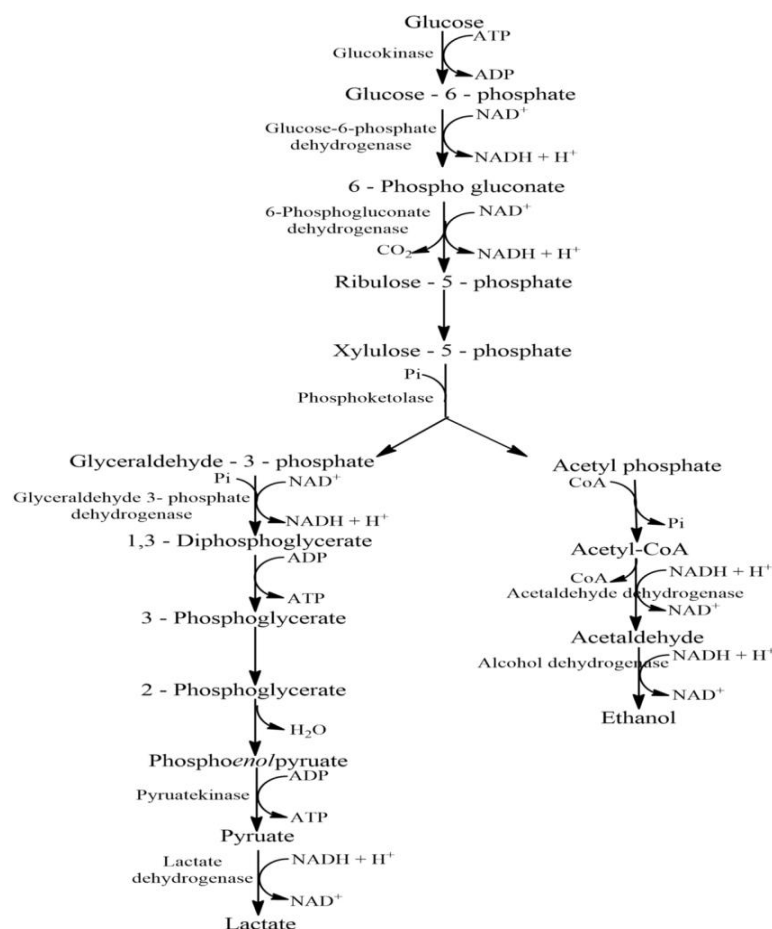 Glucose
ATP
Glucokinase
ADP
Glucose - 6 - phosphate
NAD⁺
Glucose-6-phosphate
dehydrogenase
NADH + H⁺
6 - Phospho gluconate
6-Phosphogluconate
dehydrogenase
NAD⁺
CO₂
NADH + H⁺
Ribulose - 5 - phosphate
Xylulose - 5 - phosphate
Pi
Phosphoketolase
Glyceraldehyde - 3 - phosphate
Pi
NAD⁺
Glyceraldehyde 3- phosphate
dehydrogenase
NADH + H⁺
1,3 - Diphosphoglycerate
ADP
ATP
3 - Phosphoglycerate
2 - Phosphoglycerate
H₂O
Phosphoenolpyruate
ADP
Pyruatekinase
ATP
Pyruate
Lactate
dehydrogenase
NADH + H⁺
NAD⁺
Lactate
Acetyl phosphate
CoA
Pi
Acetyl-CoA
CoA
NADH + H⁺
Acetaldehyde dehydrogenase
NAD⁺
Acetaldehyde
Alcohol dehydrogenase
NADH + H⁺
NAD⁺
Ethanol